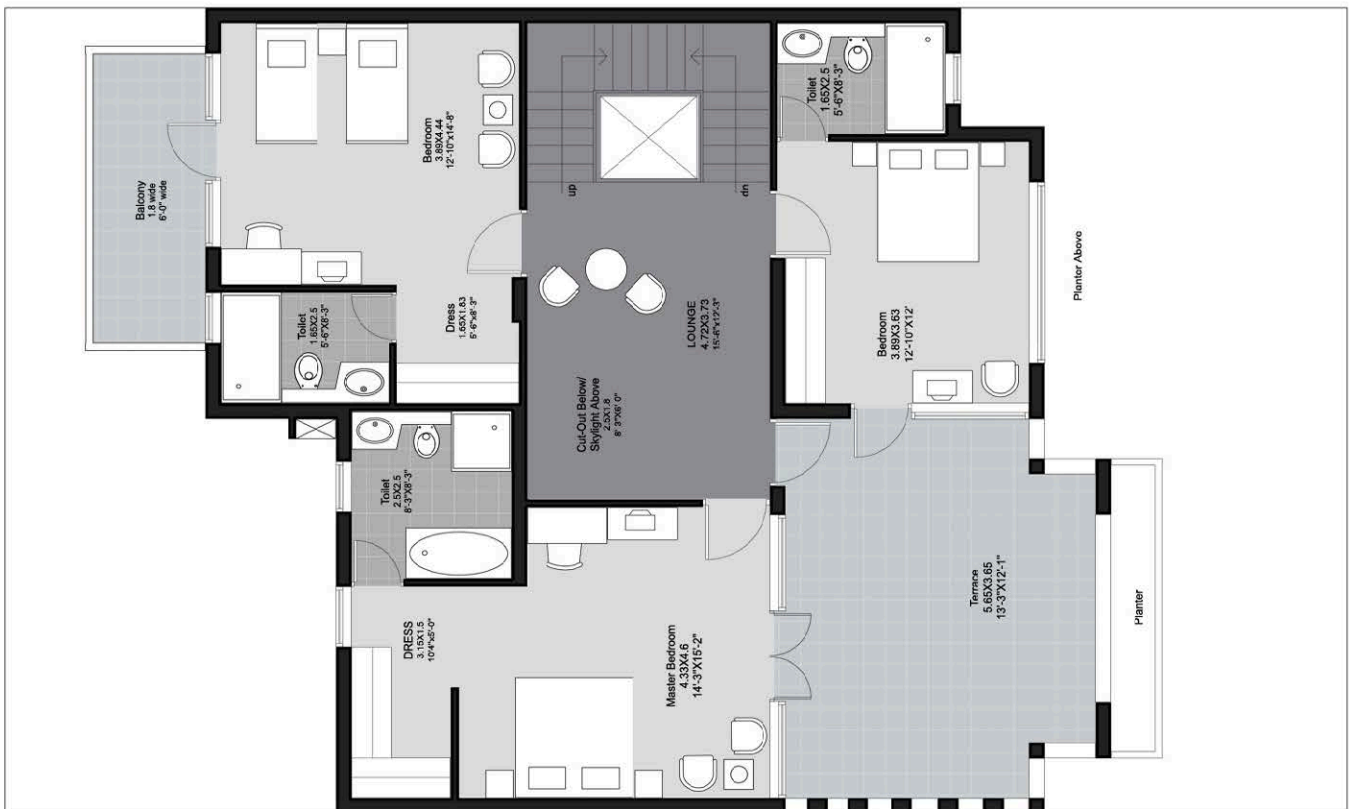 Balcony
1.8 wide
6'-0" wide
Bedroom
3.89X4.44
12'-10"x14'-8"
Toilet
1.65X2.5
5'-6"X8'-3"
Dress
1.65X1.83
5'-6"x8' 3"
up
dn
LOUNGE
4.72X3.73
15'-6"x12'-3"
Cut-Out Below/
Skylight Above
2.5X1.8
8' 3"X6' 0"
Toilet
1.65X2.5
5'-6"X8'-3"
Bedroom
3.89X3.63
12'-10"X12'
Planter Above
Toilet
2.5X2.5
8'-3"X8'-3"
DRESS
3.15X1.5
10'4"x5'-0"
Master Bedroom
4.33X4.6
14'-3"X15'-2"
Terrace
5.65X3.65
13'-3"X12'-1"
Planter